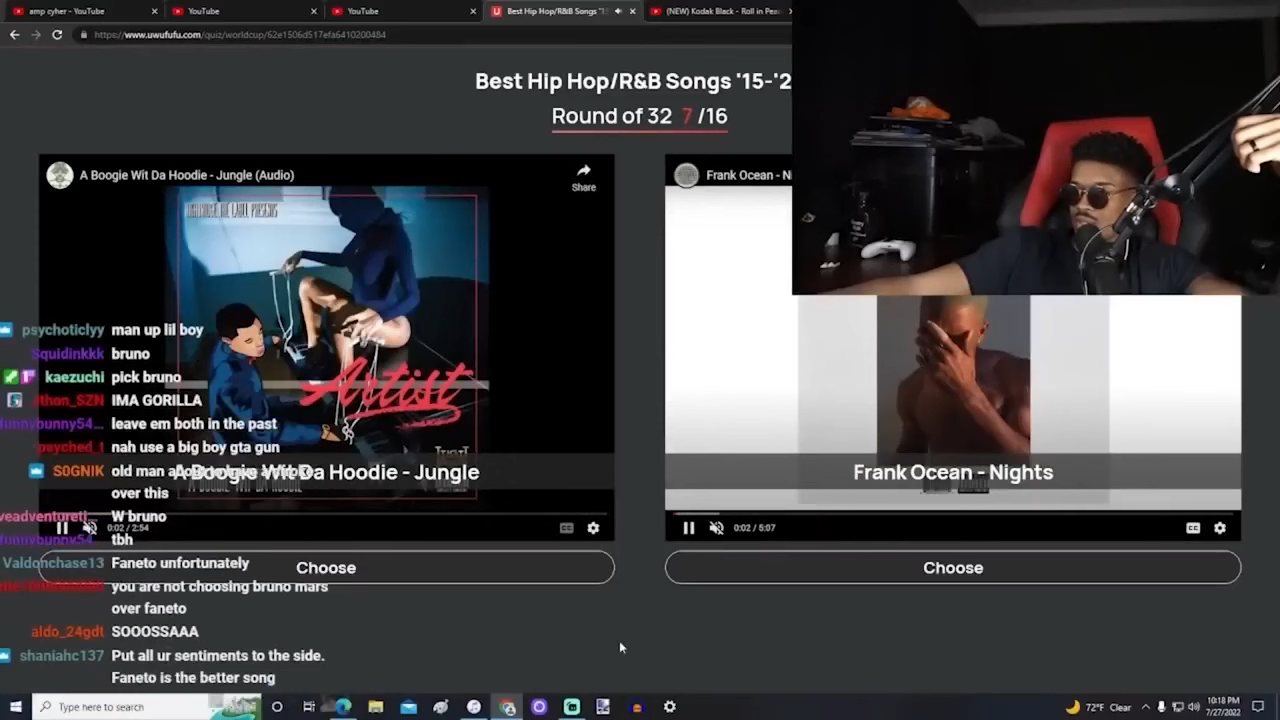 amp cyher - YouTube
YouTube
YouTube
Best Hip Hop/R&B Songs '15
(NEW) Kodak Black - Roll in Pea
https://www.uwufufu.com/quiz/worldcup/62e1506d517efa6410200484
Best Hip Hop/R&B Songs '15-'2
Round of 32 7 /16
A Boogie Wit Da Hoodie - Jungle (Audio)
Share
Frank Ocean - Ni
Artist
psychoticlyy man up lil boy
Squidinkkk bruno
kaezuchi pick bruno
IMA GORILLA
funnybunny54... leave em both in the past
psyched_t nah use a big boy gta gun
S0GNIK old man
over this
A Boogie Wit Da Hoodie - Jungle
Frank Ocean - Nights
W bruno
0:02 / 2:54
0:02 / 5:07
tbh
Valdonchase13 Faneto unfortunately
Choose
Choose
you are not choosing bruno mars
over faneto
aldo_24gdt SOOOSSAAA
shaniahc137 Put all ur sentiments to the side.
Faneto is the better song
Type here to search
72°F Clear
10:18 PM
7/27/2022